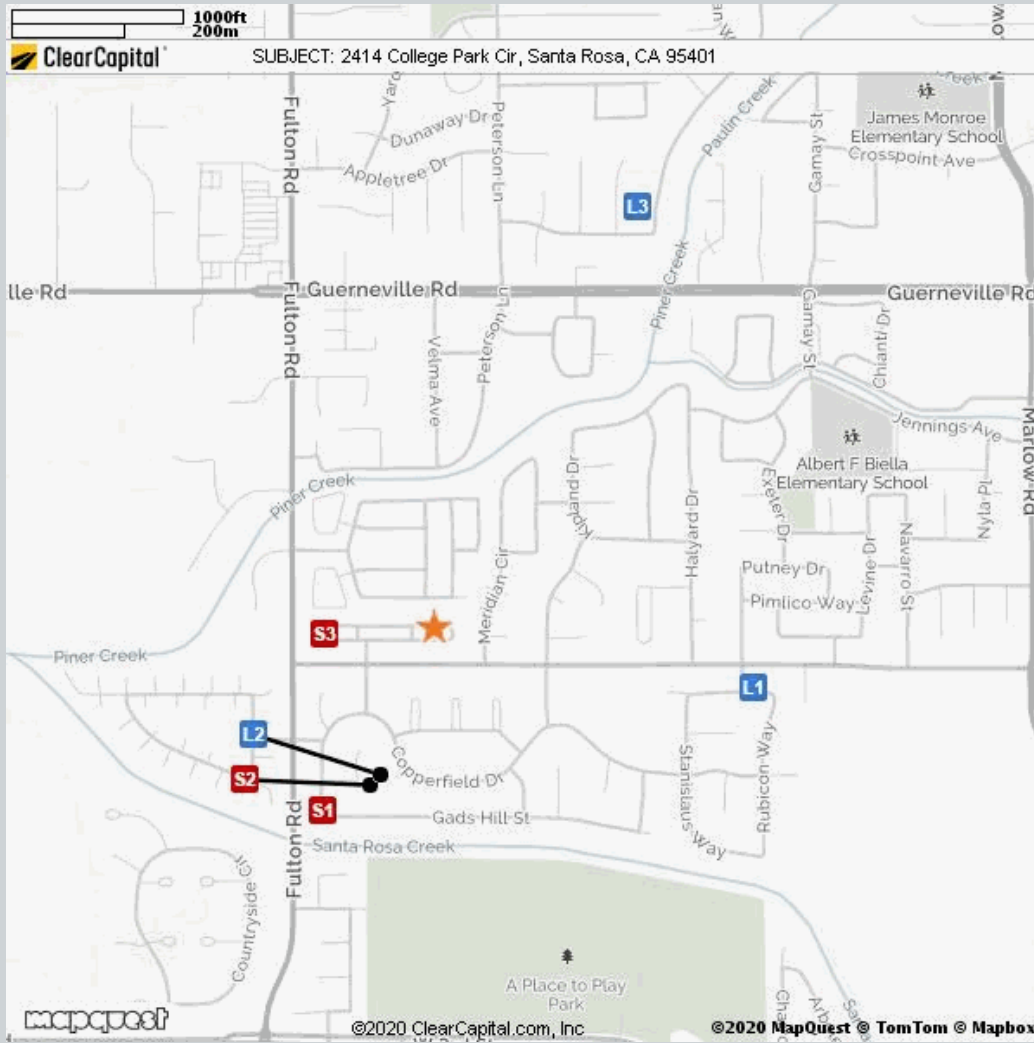 1000ft
200m
ClearCapital
SUBJECT: 2414 College Park Cir, Santa Rosa, CA 95401
Yaro
Dunaway Dr
Appletree Dr
Peterson Ln
Fulton Rd
Paulin Creek
Gamay St
James Monroe
Elementary School
Crosspoint Ave
L3
Piner Creek
lle Rd
Guerneville Rd
Guerneville Rd
Fulton Rd
Velma Ave
Peterson Ln
Gamay St
Chianti Dr
Jennings Ave
Marlow Rd
Albert F Biella
Elementary School
Piner Creek
Kirkland Dr
Halyard Dr
Exeter Dr
Nyla Pl
Meridian Cir
Putney Dr
Pimlico Way
Levine Dr
Navarro St
S3
Piner Creek
L1
L2
S2
S1
Copperfield Dr
Gads Hill St
Stanislaus Way
Rubicon Way
Fulton Rd
Santa Rosa Creek
Countryside Cir
A Place to Play
Park
mapquest
©2020 ClearCapital.com, Inc
©2020 MapQuest © TomTom © Mapbox